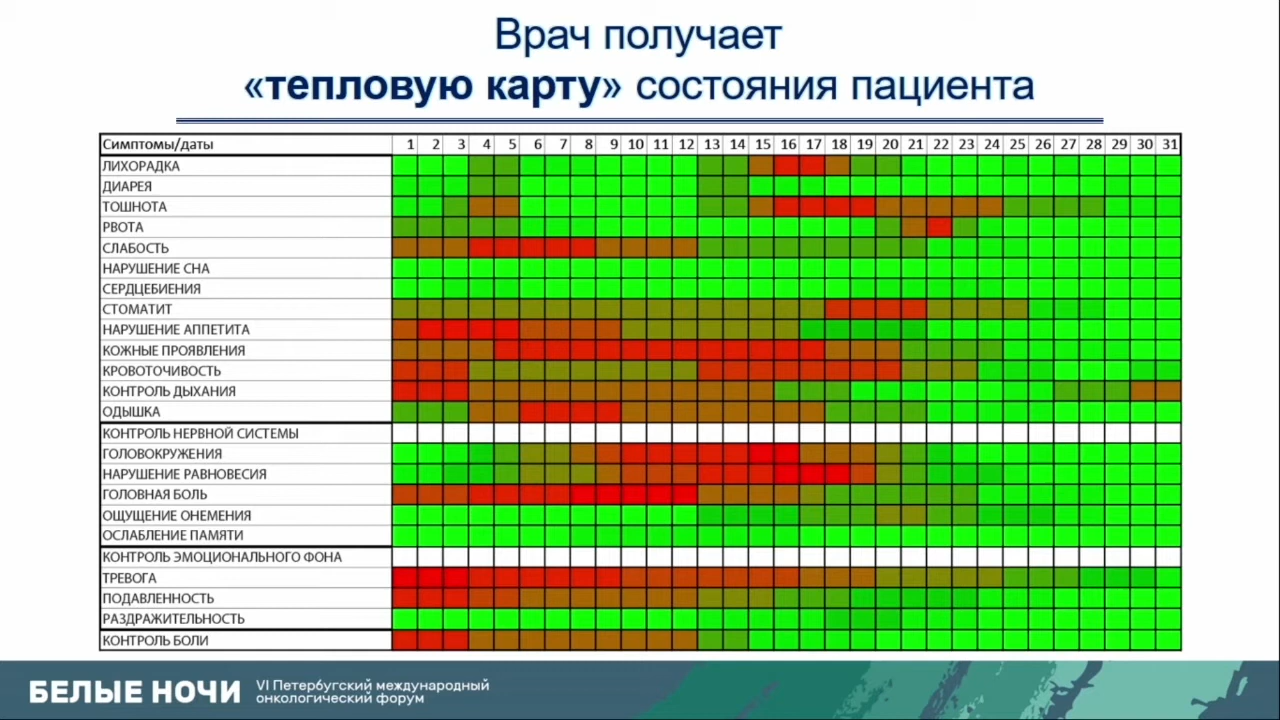 Врач получает
«тепловую карту» состояния пациента
Симптомы/даты 1 2 3 4 5 6 7 8 9 10 11 12 13 14 15 16 17 18 19 20 21 22 23 24 25 26 27 28 29 30 31
ЛИХОРАДКА
ДИАРЕЯ
ТОШНОТА
РВОТА
СЛАБОСТЬ
НАРУШЕНИЕ СНА
СЕРДЦЕБИЕНИЯ
СТОМАТИТ
НАРУШЕНИЕ АППЕТИТА
КОЖНЫЕ ПРОЯВЛЕНИЯ
КРОВОТОЧИВОСТЬ
КОНТРОЛЬ ДЫХАНИЯ
ОДЫШКА
КОНТРОЛЬ НЕРВНОЙ СИСТЕМЫ
ГОЛОВОКРУЖЕНИЯ
НАРУШЕНИЕ РАВНОВЕСИЯ
ГОЛОВНАЯ БОЛЬ
ОЩУЩЕНИЕ ОНЕМЕНИЯ
ОСЛАБЛЕНИЕ ПАМЯТИ
КОНТРОЛЬ ЭМОЦИОНАЛЬНОГО ФОНА
ТРЕВОГА
ПОДАВЛЕННОСТЬ
РАЗДРАЖИТЕЛЬНОСТЬ
КОНТРОЛЬ БОЛИ
БЕЛЫЕ НОЧИ
VI Петербугский международный
онкологический форум